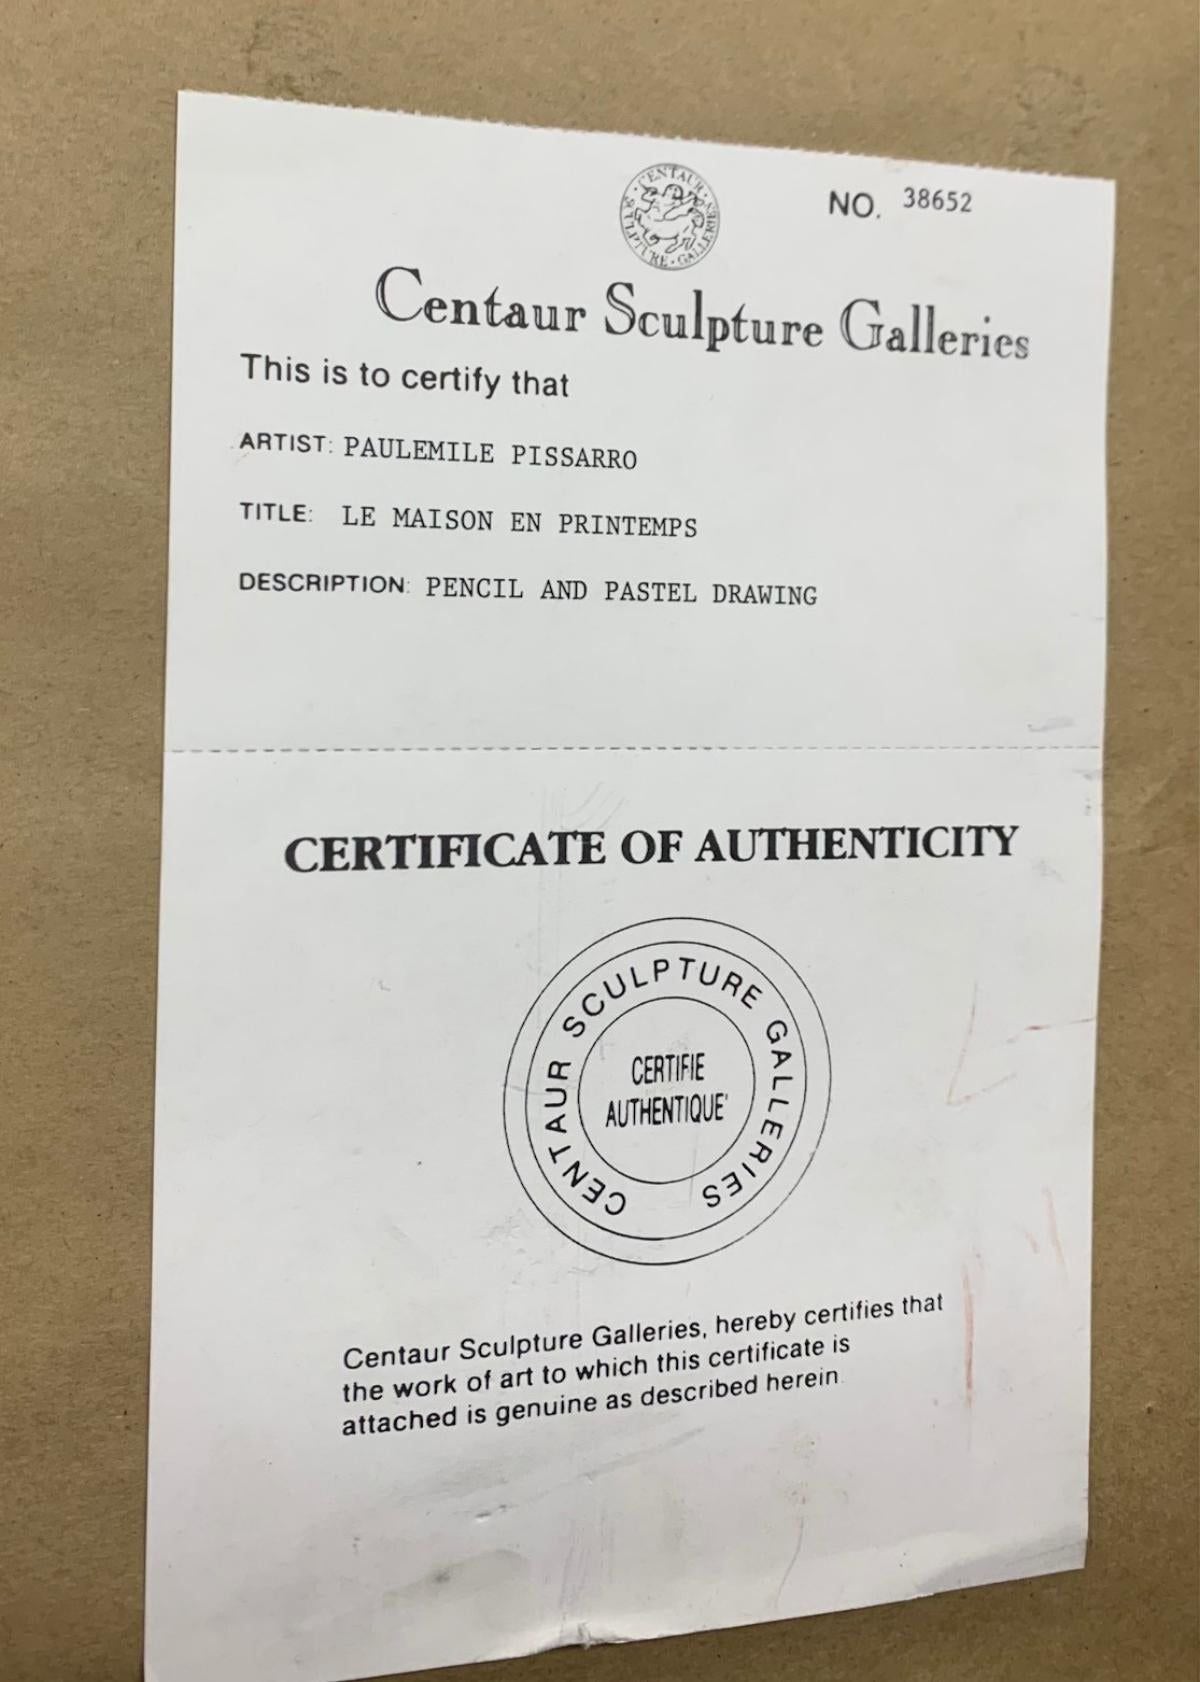 CENTAUR · SCULPTURE · GALLERIES ·
NO. 38652
Centaur Sculpture Galleries
This is to certify that
ARTIST: PAULEMILE PISSARRO
TITLE: LE MAISON EN PRINTEMPS
DESCRIPTION: PENCIL AND PASTEL DRAWING
CERTIFICATE OF AUTHENTICITY
CENTAUR SCULPTURE GALLERIES
CERTIFIE
AUTHENTIQUE'
Centaur Sculpture Galleries, hereby certifies that
the work of art to which this certificate is
attached is genuine as described herein.